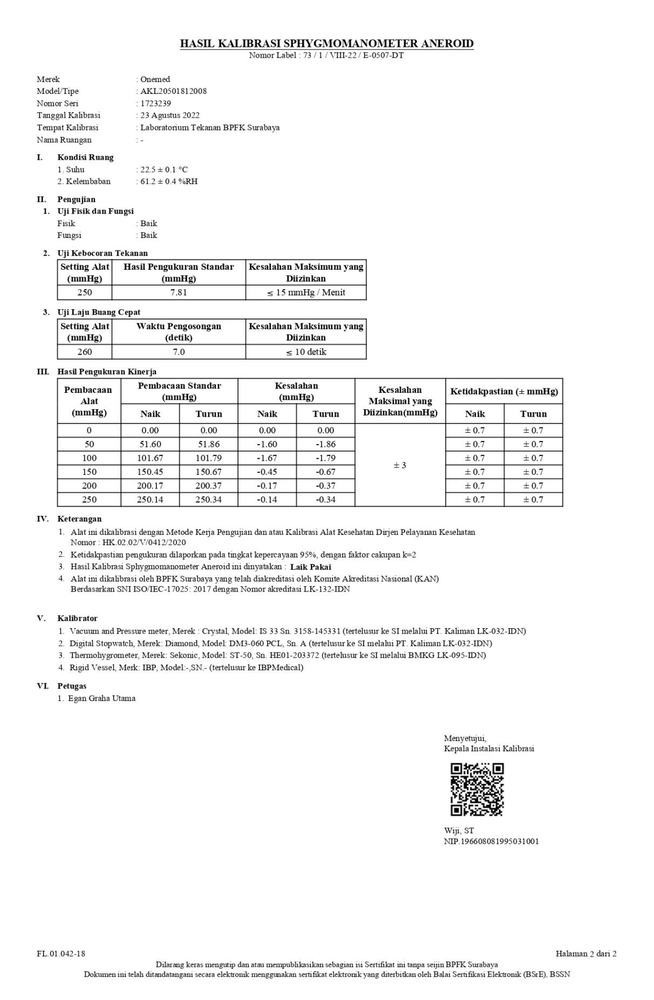 HASIL KALIBRASI SPHYGMOMANOMETER ANEROID
Nomor Label : 73 / 1 / VIII-22 / E-0507-DT
Merek : Onemed
Model/Tipe : AKL20501812008
Nomor Seri : 1723239
Tanggal Kalibrasi : 23 Agustus 2022
Tempat Kalibrasi : Laboratorium Tekanan BPFK Surabaya
Nama Ruangan : -
I. Kondisi Ruang
1. Suhu : 22.5 ± 0.1 °C
2. Kelembaban : 61.2 ± 0.4 %RH
II. Pengujian
1. Uji Fisik dan Fungsi
Fisik : Baik
Fungsi : Baik
2. Uji Kebocoran Tekanan
Setting Alat Hasil Pengukuran Standar Kesalahan Maksimum yang
(mmHg) (mmHg) Diizinkan
250 7.81 ≤ 15 mmHg / Menit
3. Uji Laju Buang Cepat
Setting Alat Waktu Pengosongan Kesalahan Maksimum yang
(mmHg) (detik) Diizinkan
260 7.0 ≤ 10 detik
III. Hasil Pengukuran Kinerja
Pembacaan Alat (mmHg) Pembacaan Standar (mmHg) Kesalahan (mmHg) Kesalahan Maksimal yang Diizinkan(mmHg) Ketidakpastian (± mmHg)
Naik Turun Naik Turun Naik Turun
0 0.00 0.00 0.00 0.00 ± 0.7 ± 0.7
50 51.60 51.86 -1.60 -1.86 ± 0.7 ± 0.7
100 101.67 101.79 -1.67 -1.79 ± 0.7 ± 0.7
± 3
150 150.45 150.67 -0.45 -0.67 ± 0.7 ± 0.7
200 200.17 200.37 -0.17 -0.37 ± 0.7 ± 0.7
250 250.14 250.34 -0.14 -0.34 ± 0.7 ± 0.7
IV. Keterangan
1. Alat ini dikalibrasi dengan Metode Kerja Pengujian dan atau Kalibrasi Alat Kesehatan Dirjen Pelayanan Kesehatan
Nomor : HK.02.02/V/0412/2020
2. Ketidakpastian pengukuran dilaporkan pada tingkat kepercayaan 95%, dengan faktor cakupan k=2
3. Hasil Kalibrasi Sphygmomanometer Aneroid ini dinyatakan : Laik Pakai
4. Alat ini dikalibrasi oleh BPFK Surabaya yang telah diakreditasi oleh Komite Akreditasi Nasional (KAN)
Berdasarkan SNI ISO/IEC-17025: 2017 dengan Nomor akreditasi LK-132-IDN
V. Kalibrator
1. Vacuum and Pressure meter, Merek : Crystal, Model: IS 33 Sn. 3158-145331 (tertelusur ke SI melalui PT. Kaliman LK-032-IDN)
2. Digital Stopwatch, Merek: Diamond, Model: DM3-060 PCL, Sn. A (tertelusur ke SI melalui PT. Kaliman LK-032-IDN)
3. Thermohygrometer, Merek: Sekonic, Model: ST-50, Sn. HE01-203372 (tertelusur ke SI melalui BMKG LK-095-IDN)
4. Rigid Vessel, Merk: IBP, Model:-,SN.- (tertelusur ke IBPMedical)
VI. Petugas
1. Egan Graha Utama
Menyetujui,
Kepala Instalasi Kalibrasi
Wiji, ST
NIP.196608081995031001
FL.01.042-18 Halaman 2 dari 2
Dilarang keras mengutip dan atau mempublikasikan sebagian isi Sertifikat ini tanpa seijin BPFK Surabaya
Dokumen ini telah ditandatangani secara elektronik menggunakan sertifikat elektronik yang diterbitkan oleh Balai Sertifikasi Elektronik (BSrE), BSSN